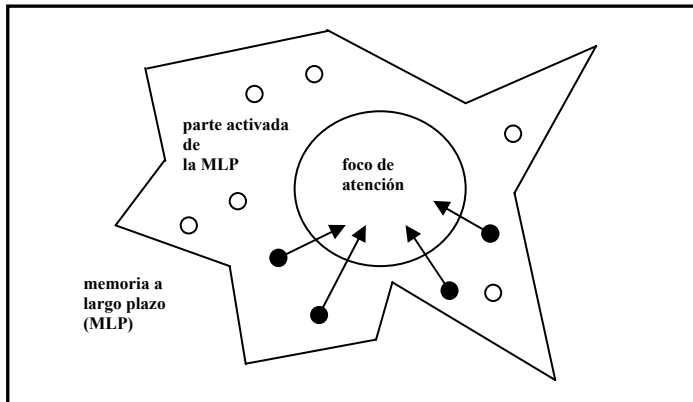 parte activada
de
la MLP
foco de
atención
memoria a
largo plazo
(MLP)